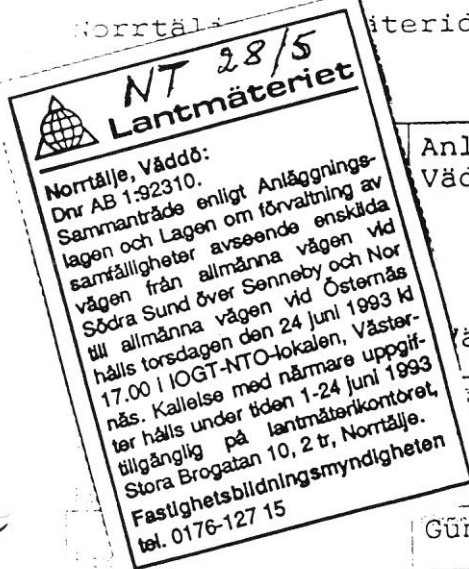 NT 28/5
Lantmäteriet
Norrtälje, Väddö:
Dnr AB 1:92310.
Sammanträde enligt Anläggnings-
lagen och Lagen om förvaltning av
samfälligheter avseende enskilda
vägen från allmänna vägen vid
Södra Sund över Senneby och Nor
till allmänna vägen vid Östernäs
hålls torsdagen den 24 juni 1993 kl
17.00 i IOGT-NTO-lokalen, Väster-
näs. Kallelse med närmare uppgif-
ter hålls under tiden 1-24 juni 1993
tillgänglig på lantmäterikontoret,
Stora Brogatan 10, 2 tr, Norrtälje.
Fastighetsbildningsmyndigheten
tel. 0176-127 15